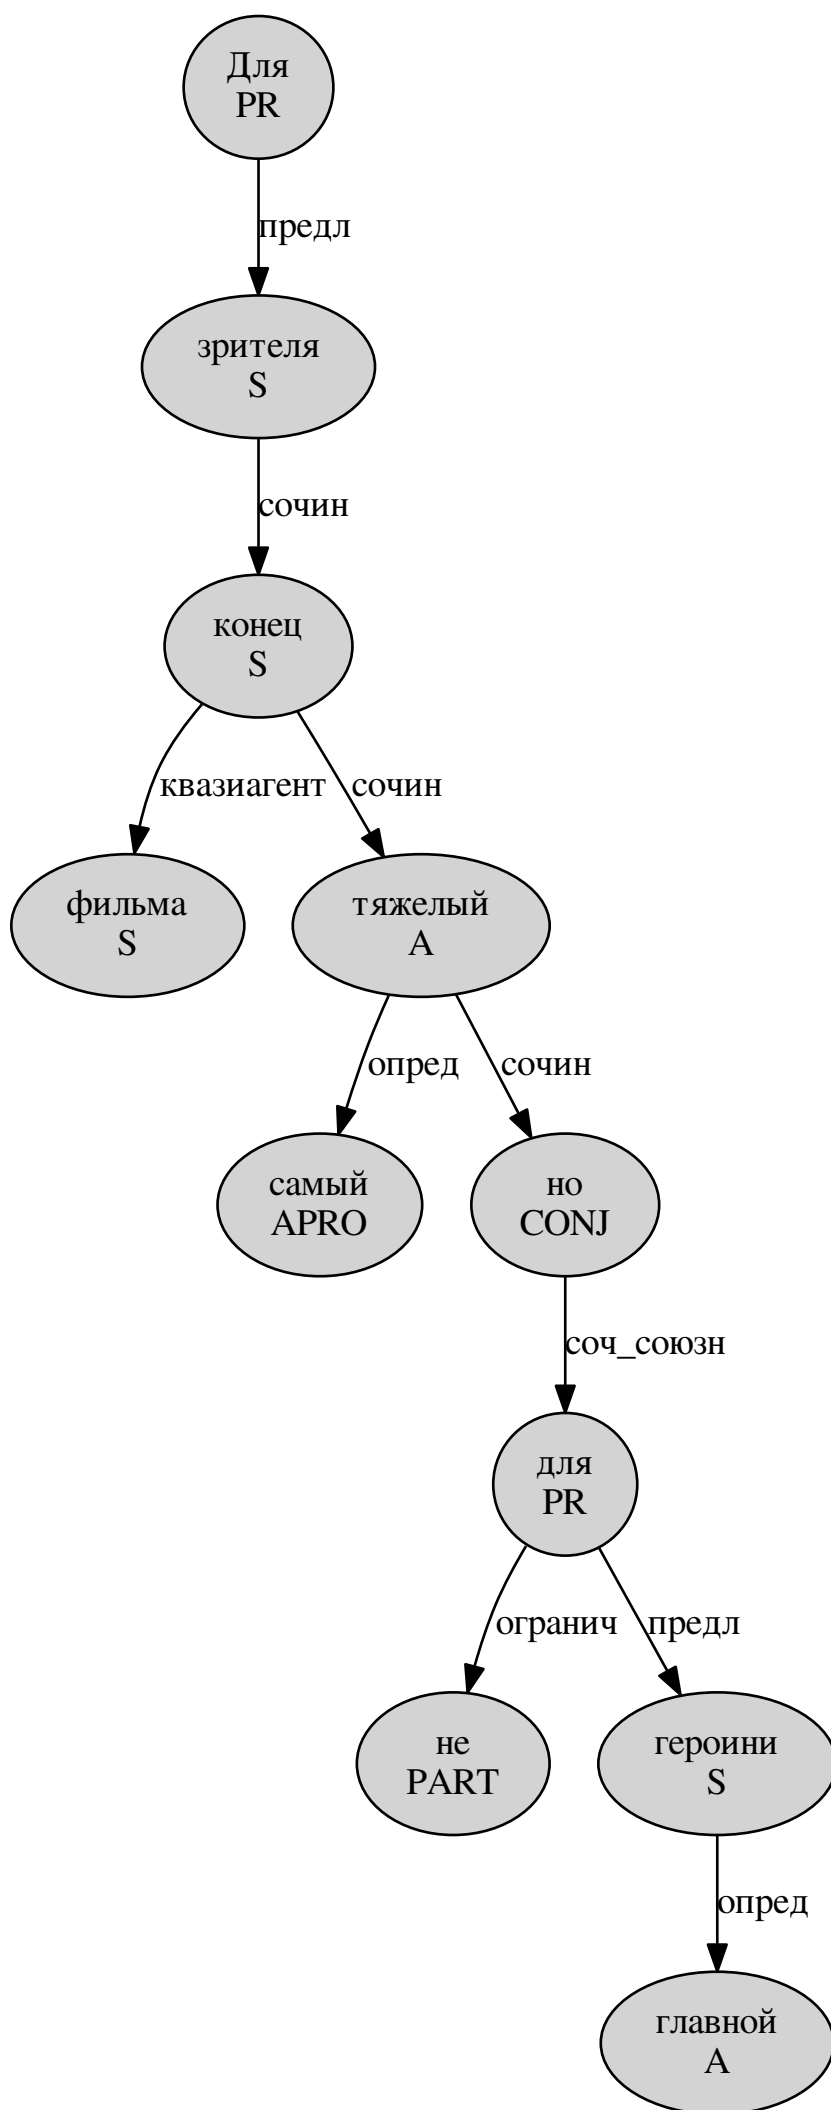 Для
PR
предл
зрителя
S
сочин
конец
S
квазиагент
сочин
фильма
S
тяжелый
A
опред
сочин
самый
APRO
но
CONJ
соч_союзн
для
PR
огранич
предл
не
PART
героини
S
опред
главной
A